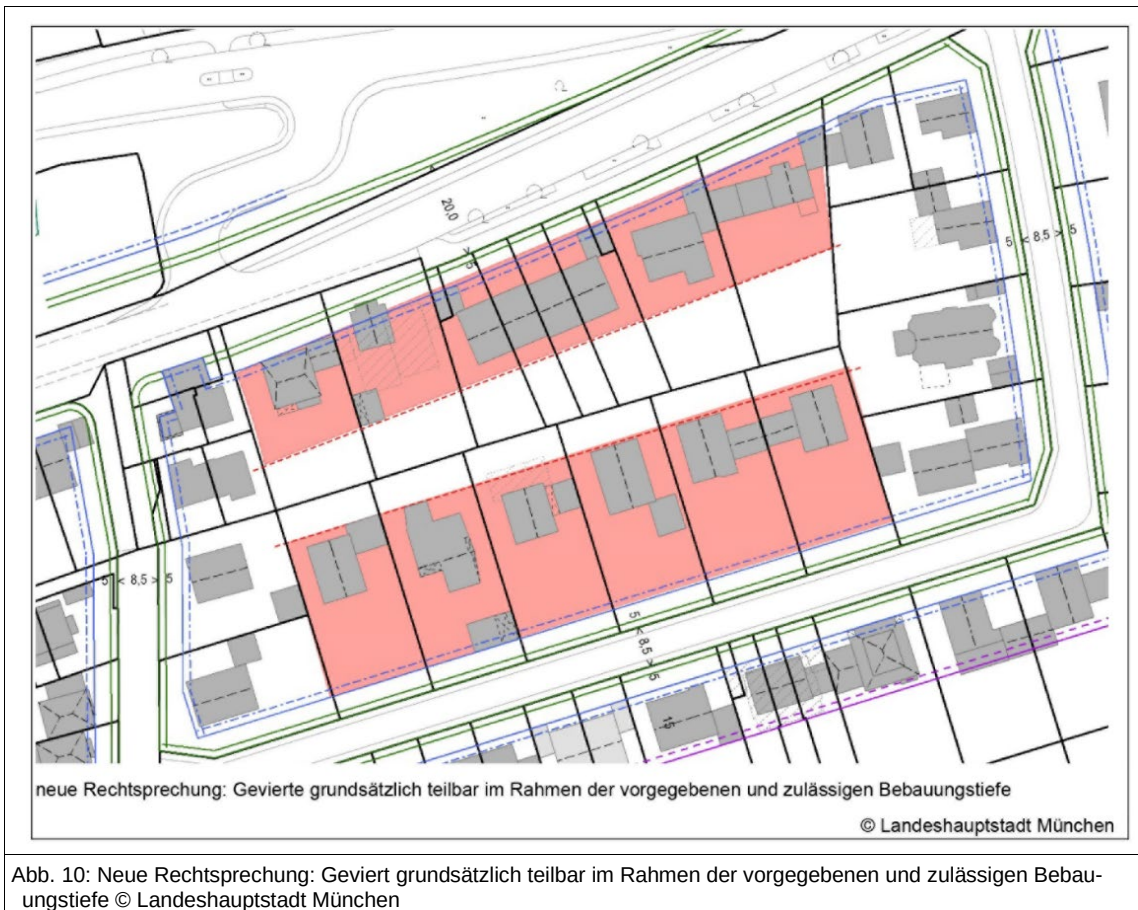 20,0
5
5 < 8,5 > 5
5 < 8,5 > 5
5 < 8,5 > 5
15
neue Rechtsprechung: Gevierte grundsätzlich teilbar im Rahmen der vorgegebenen und zulässigen Bebauungstiefe
© Landeshauptstadt München
Abb. 10: Neue Rechtsprechung: Geviert grundsätzlich teilbar im Rahmen der vorgegebenen und zulässigen Bebau-
ungstiefe © Landeshauptstadt München